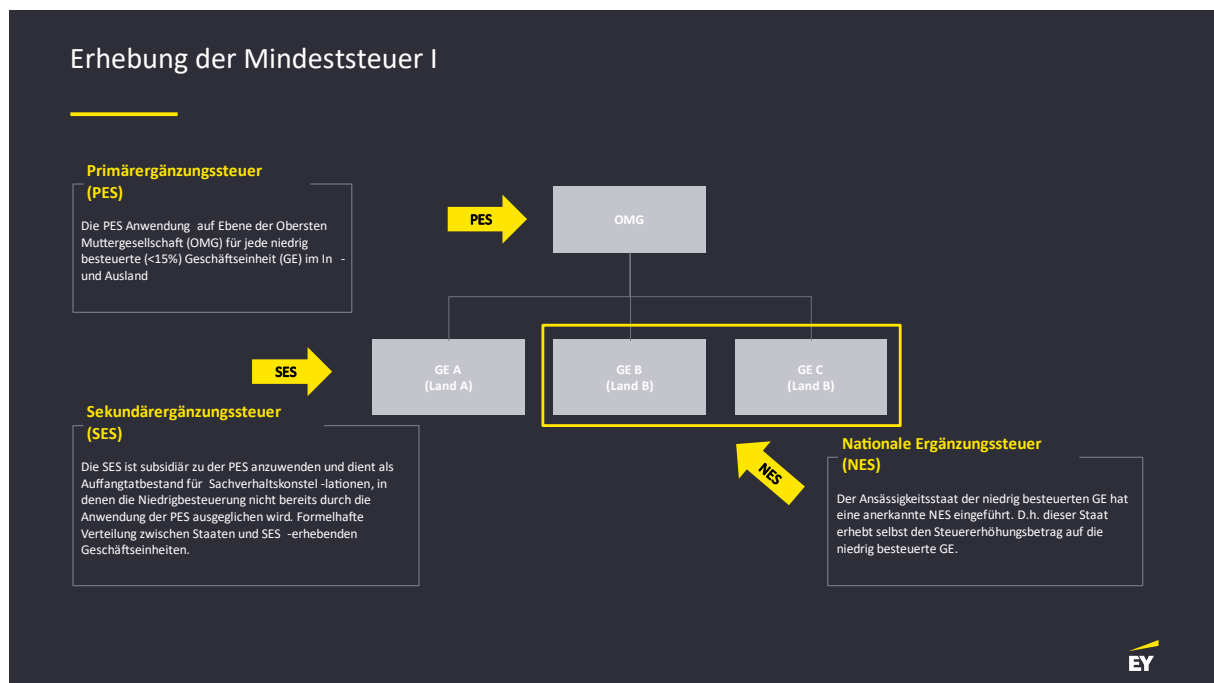 Erhebung der Mindeststeuer I
Primärergänzungssteuer
(PES)
Die PES Anwendung auf Ebene der Obersten
Muttergesellschaft (OMG) für jede niedrig
besteuerte (<15%) Geschäftseinheit (GE) im In -
und Ausland
PES
OMG
SES
GE A
(Land A)
GE B
(Land B)
GE C
(Land B)
Sekundärergänzungssteuer
(SES)
Die SES ist subsidiär zu der PES anzuwenden und dient als
Auffangtatbestand für Sachverhaltskonstel -lationen, in
denen die Niedrigbesteuerung nicht bereits durch die
Anwendung der PES ausgeglichen wird. Formelhafte
Verteilung zwischen Staaten und SES -erhebenden
Geschäftseinheiten.
NES
Nationale Ergänzungssteuer
(NES)
Der Ansässigkeitsstaat der niedrig besteuerten GE hat
eine anerkannte NES eingeführt. D.h. dieser Staat
erhebt selbst den Steuererhöhungsbetrag auf die
niedrig besteuerte GE.
EY